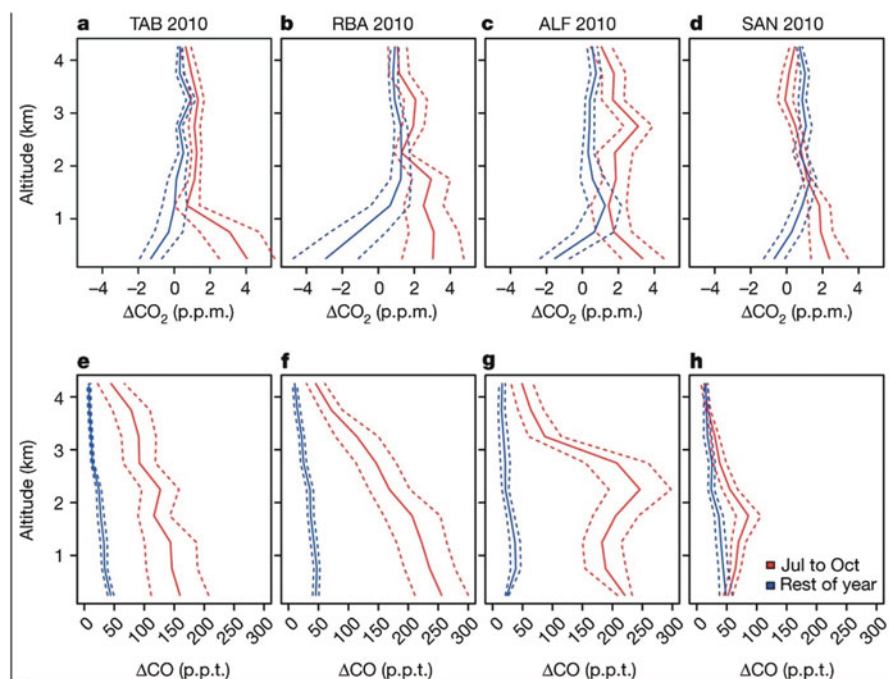 a TAB 2010 b RBA 2010 c ALF 2010 d SAN 2010
4
3
2
1
Altitude (km)
−4 −2 0 2 4 −4 −2 0 2 4 −4 −2 0 2 4 −4 −2 0 2 4
ΔCO₂ (p.p.m.) ΔCO₂ (p.p.m.) ΔCO₂ (p.p.m.) ΔCO₂ (p.p.m.)
e f g h
4
3
2
1
Altitude (km)
Jul to Oct
Rest of year
0 50 100 150 200 250 300 0 50 100 150 200 250 300 0 50 100 150 200 250 300 0 50 100 150 200 250 300
ΔCO (p.p.t.) ΔCO (p.p.t.) ΔCO (p.p.t.) ΔCO (p.p.t.)